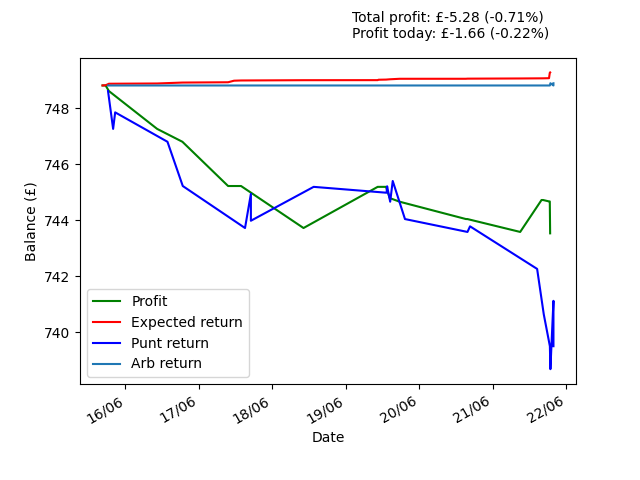 Total profit: £-5.28 (-0.71%)
Profit today: £-1.66 (-0.22%)
748
746
744
742
740
Balance (£)
Profit
Expected return
Punt return
Arb return
16/06
17/06
18/06
19/06
20/06
21/06
22/06
Date